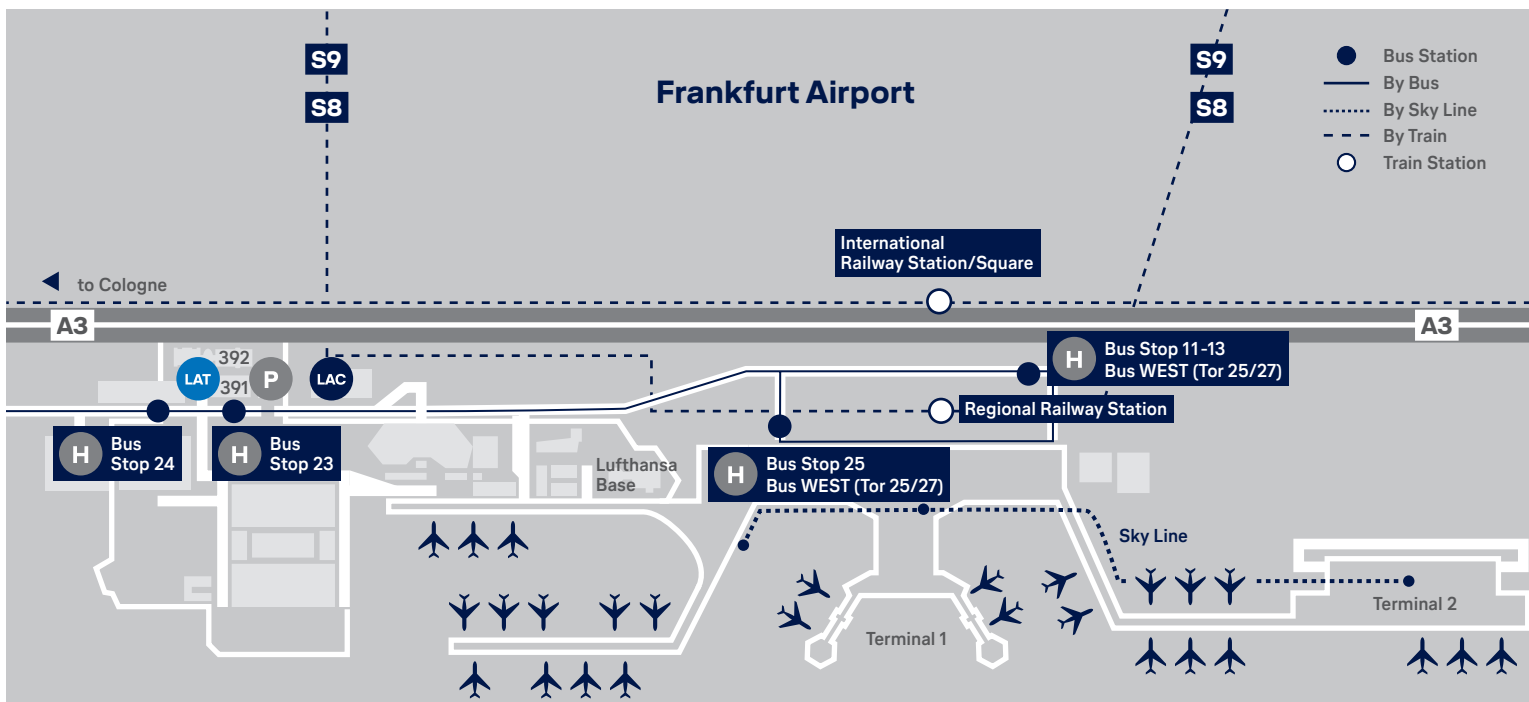 S9
S8
Frankfurt Airport
S9
S8
Bus Station
By Bus
By Sky Line
By Train
Train Station
International
Railway Station/Square
to Cologne
A3
A3
392
391
LAT
P
LAC
H
Bus Stop 11-13
Bus WEST (Tor 25/27)
Regional Railway Station
H
Bus
Stop 24
H
Bus
Stop 23
Lufthansa
Base
H
Bus Stop 25
Bus WEST (Tor 25/27)
Sky Line
Terminal 1
Terminal 2